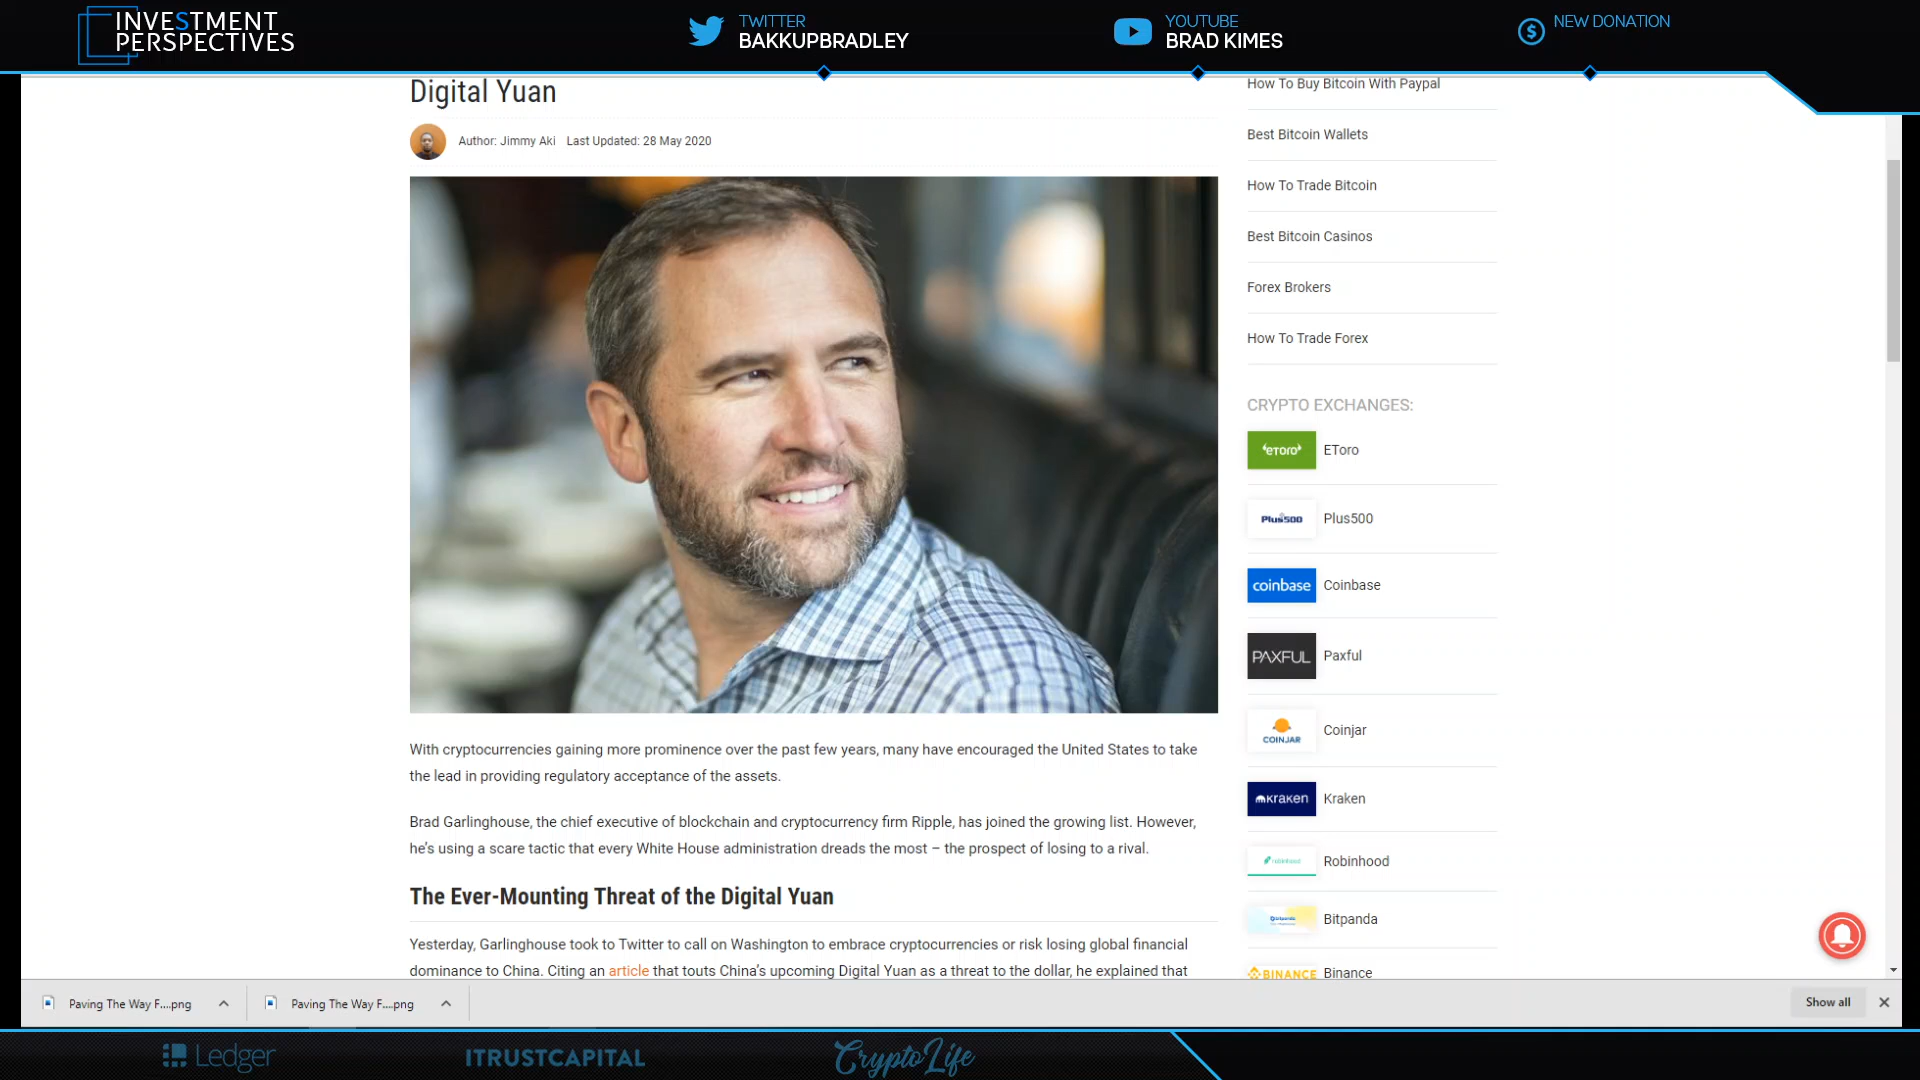 INVESTMENT
PERSPECTIVES
TWITTER
BAKKUPBRADLEY
YOUTUBE
BRAD KIMES
NEW DONATION
Digital Yuan
Author: Jimmy Aki Last Updated: 28 May 2020
With cryptocurrencies gaining more prominence over the past few years, many have encouraged the United States to take
the lead in providing regulatory acceptance of the assets.
Brad Garlinghouse, the chief executive of blockchain and cryptocurrency firm Ripple, has joined the growing list. However,
he's using a scare tactic that every White House administration dreads the most – the prospect of losing to a rival.
The Ever-Mounting Threat of the Digital Yuan
Yesterday, Garlinghouse took to Twitter to call on Washington to embrace cryptocurrencies or risk losing global financial
dominance to China. Citing an article that touts China's upcoming Digital Yuan as a threat to the dollar, he explained that
How To Buy Bitcoin With Paypal
Best Bitcoin Wallets
How To Trade Bitcoin
Best Bitcoin Casinos
Forex Brokers
How To Trade Forex
CRYPTO EXCHANGES:
eToro EToro
Plus500 Plus500
coinbase Coinbase
PAXFUL Paxful
COINJAR Coinjar
KRAKEN Kraken
robinhood Robinhood
bitpanda Bitpanda
BINANCE Binance
Paving The Way F....png
Paving The Way F....png
Show all
Ledger
ITRUSTCAPITAL
CryptoLife